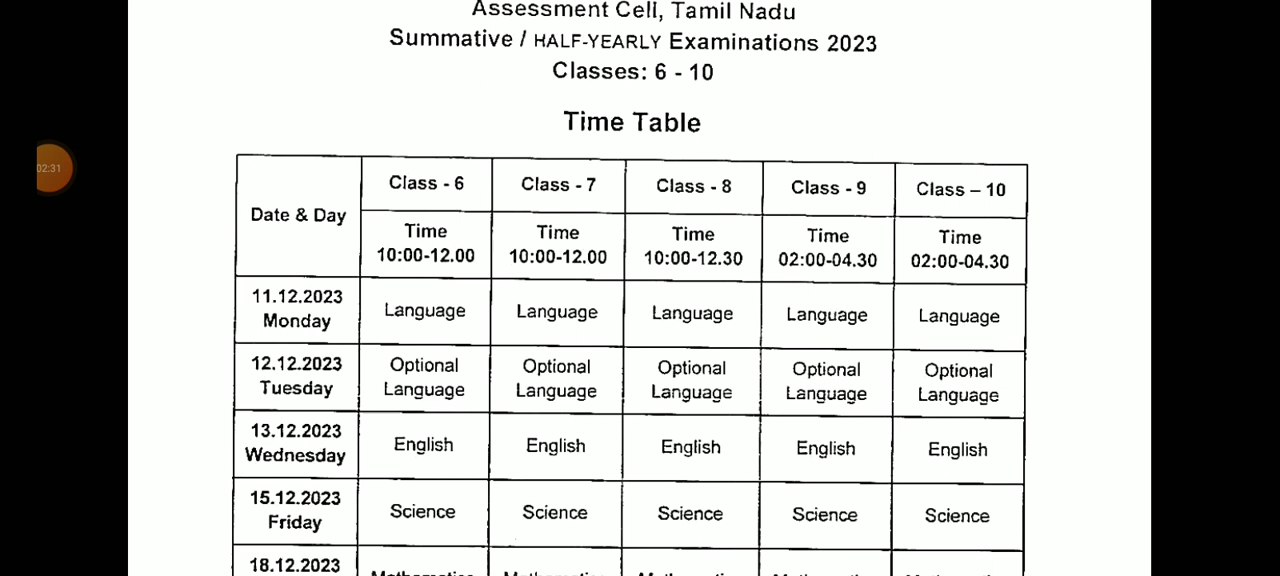 Assessment Cell, Tamil Nadu
Summative / HALF-YEARLY Examinations 2023
Classes: 6 - 10
Time Table
02:31
Date & Day
Class - 6
Class - 7
Class - 8
Class - 9
Class – 10
Time
10:00-12.00
Time
10:00-12.00
Time
10:00-12.30
Time
02:00-04.30
Time
02:00-04.30
11.12.2023
Monday
Language
Language
Language
Language
Language
12.12.2023
Tuesday
Optional
Language
Optional
Language
Optional
Language
Optional
Language
Optional
Language
13.12.2023
Wednesday
English
English
English
English
English
15.12.2023
Friday
Science
Science
Science
Science
Science
18.12.2023